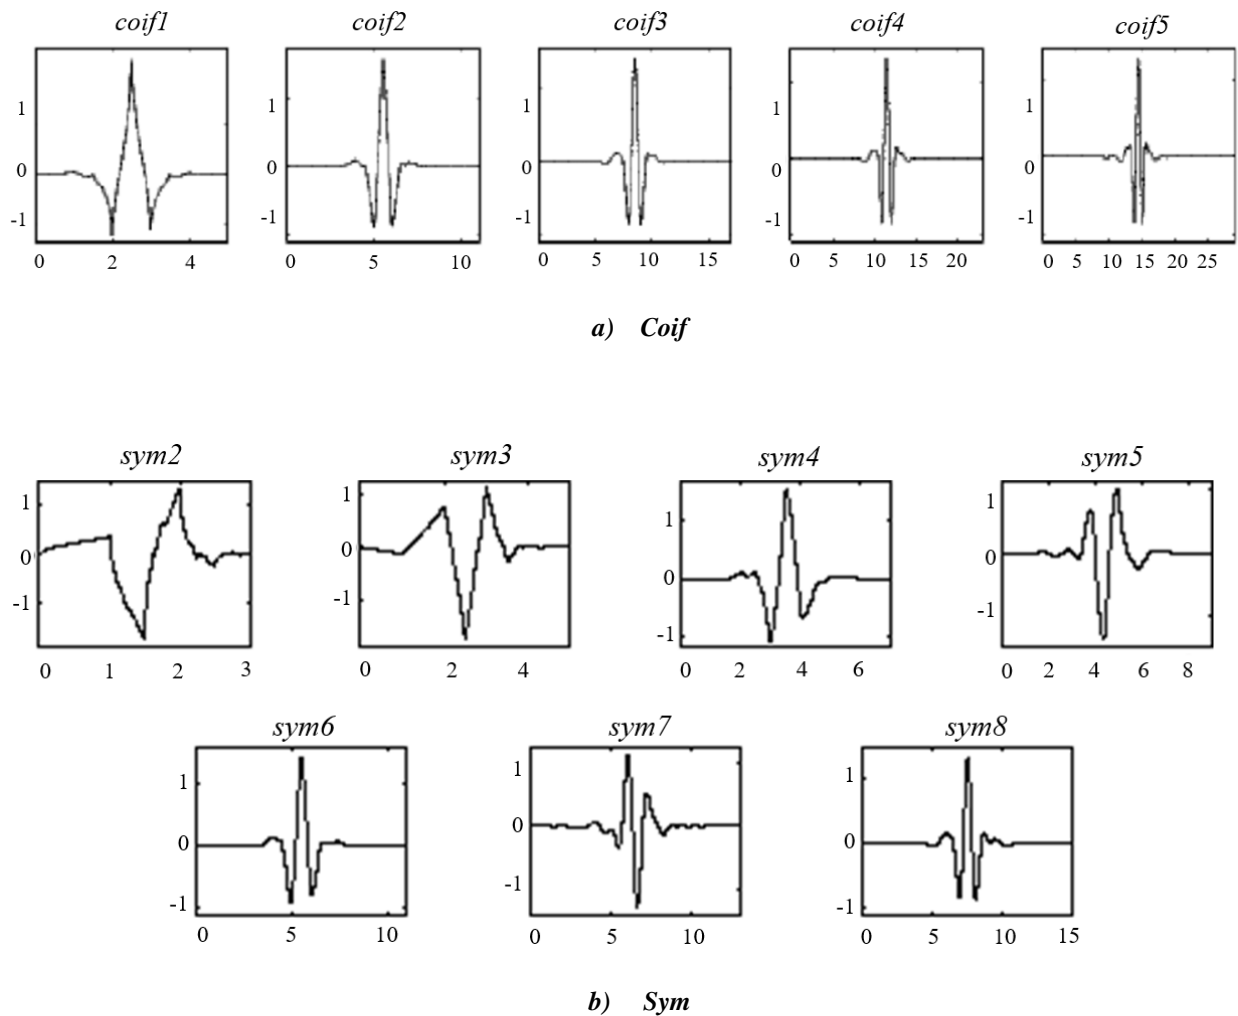 coif1 coif2 coif3 coif4 coif5
1 1 1 1 1
0 0 0 0 0
-1 -1 -1 -1 -1
0 2 4 0 5 10 0 5 10 15 0 5 10 15 20 0 5 10 15 20 25
a) Coif
sym2 sym3 sym4 sym5
1 1 1 1
0 0 0 0
-1 -1 -1 -1
0 1 2 3 0 2 4 0 2 4 6 0 2 4 6 8
sym6 sym7 sym8
1 1 1
0 0 0
-1 -1 -1
0 5 10 0 5 10 0 5 10 15
b) Sym